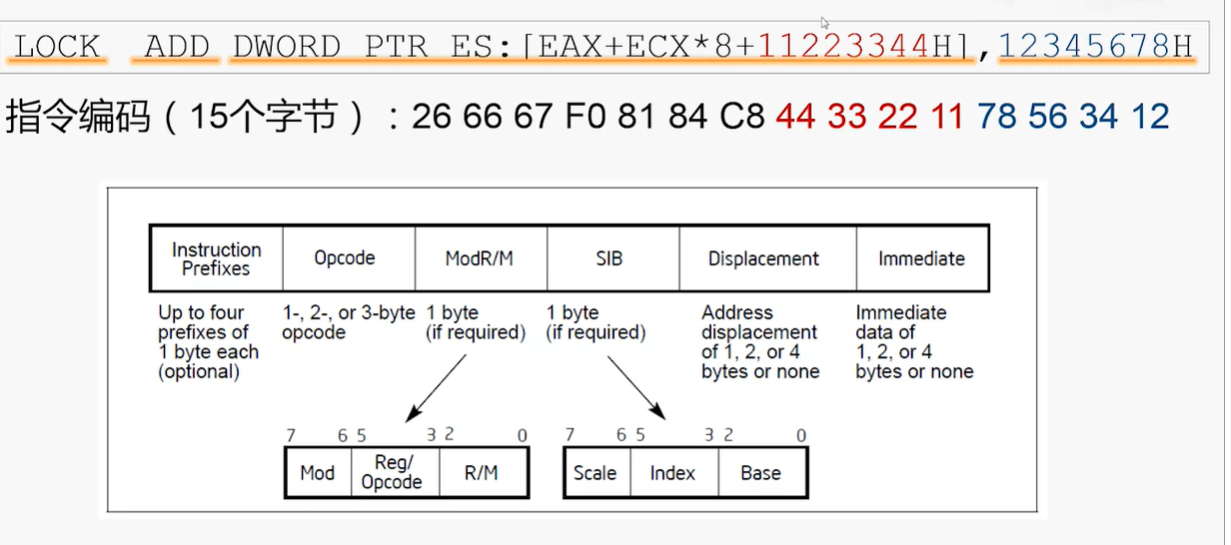 LOCK ADD DWORD PTR ES:[EAX+ECX*8+11223344H],12345678H
指令编码（15个字节）：26 66 67 F0 81 84 C8 44 33 22 11 78 56 34 12
Instruction Prefixes
Opcode
ModR/M
SIB
Displacement
Immediate
Up to four
prefixes of
1 byte each
(optional)
1-, 2-, or 3-byte
opcode
1 byte
(if required)
1 byte
(if required)
Address
displacement
of 1, 2, or 4
bytes or none
Immediate
data of
1, 2, or 4
bytes or none
7 6 5 3 2 0
Mod
Reg/
Opcode
R/M
7 6 5 3 2 0
Scale
Index
Base